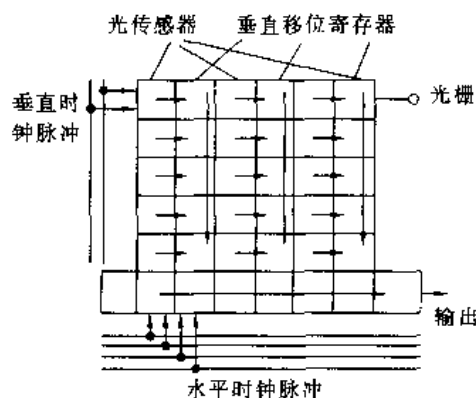 光传感器
垂直移位寄存器
垂直时
钟脉冲
光栅
输出
水平时钟脉冲